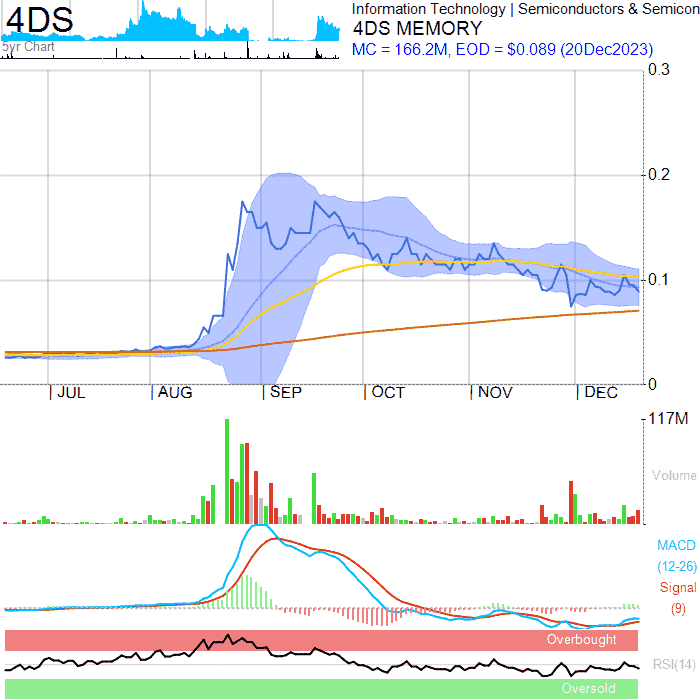 4DS
5yr Chart
Information Technology | Semiconductors & Semicon
4DS MEMORY
MC = 166.2M, EOD = $0.089 (20Dec2023)
0.3
0.2
0.1
0
| JUL | AUG | SEP | OCT | NOV | DEC
117M
Volume
MACD
(12-26)
Signal
(9)
Overbought
RSI(14)
Oversold